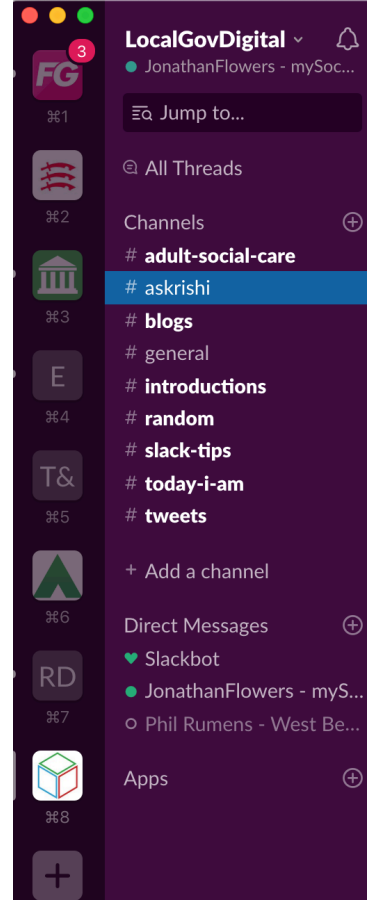 3
FG
⌘1
⌘2
⌘3
E
⌘4
T&
⌘5
⌘6
RD
⌘7
⌘8
+
LocalGovDigital
JonathanFlowers - mySoc...
Jump to...
All Threads
Channels
# adult-social-care
# askrishi
# blogs
# general
# introductions
# random
# slack-tips
# today-i-am
# tweets
+ Add a channel
Direct Messages
Slackbot
JonathanFlowers - myS...
Phil Rumens - West Be...
Apps